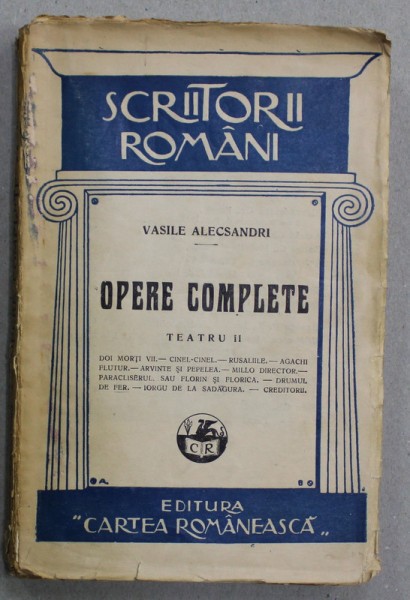 SCRIITORII
ROMÂNI
VASILE ALECSANDRI
OPERE COMPLETE
TEATRU II
DOI MORȚI VII. — CINEL-CINEL. — RUSALIILE. — AGACHI
FLUTUR. — ARVINTE ȘI PEPELEA. — MILLO DIRECTOR. —
PARACLISERUL. SAU FLORIN ȘI FLORICA. — DRUMUL
DE FER. — IORGU DE LA SADAGURA. — CREDITORII.
C R
EDITURA
"CARTEA ROMÂNEASCĂ"